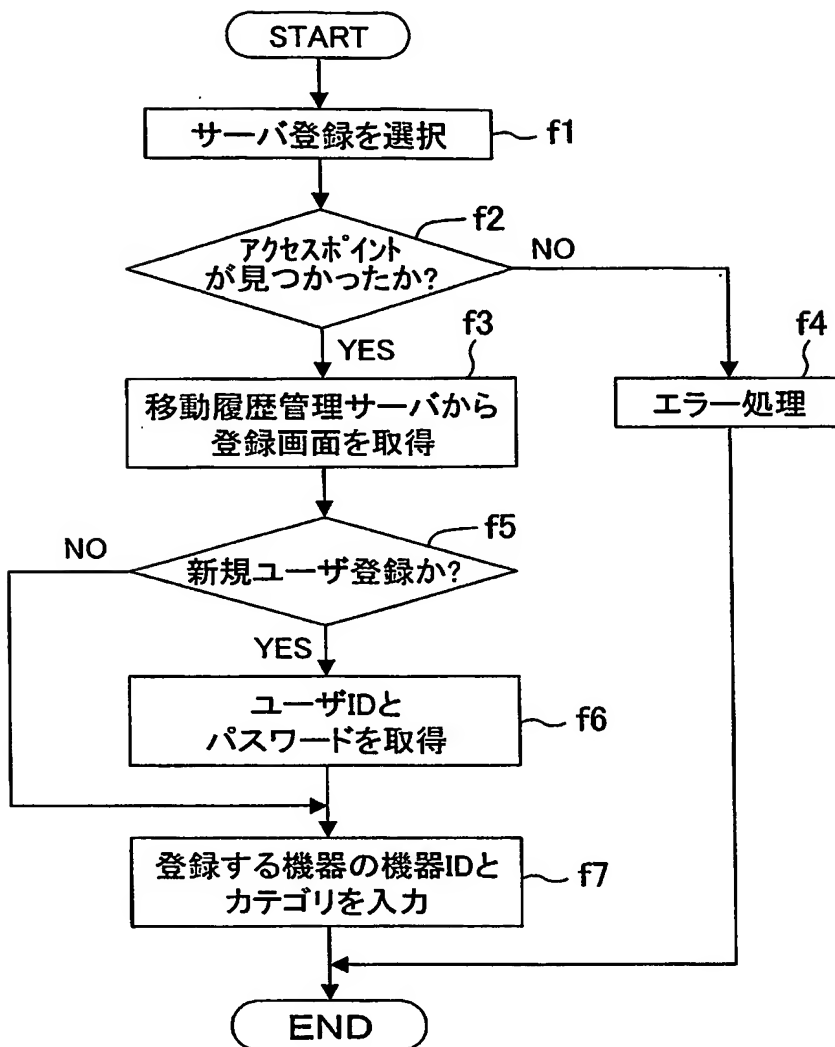 START
サーバ登録を選択
f1
f2
アクセスポイント
が見つかったか?
NO
YES
f3
f4
移動履歴管理サーバから
登録画面を取得
エラー処理
f5
NO
新規ユーザ登録か?
YES
ユーザIDと
パスワードを取得
f6
登録する機器の機器IDと
カテゴリを入力
f7
END